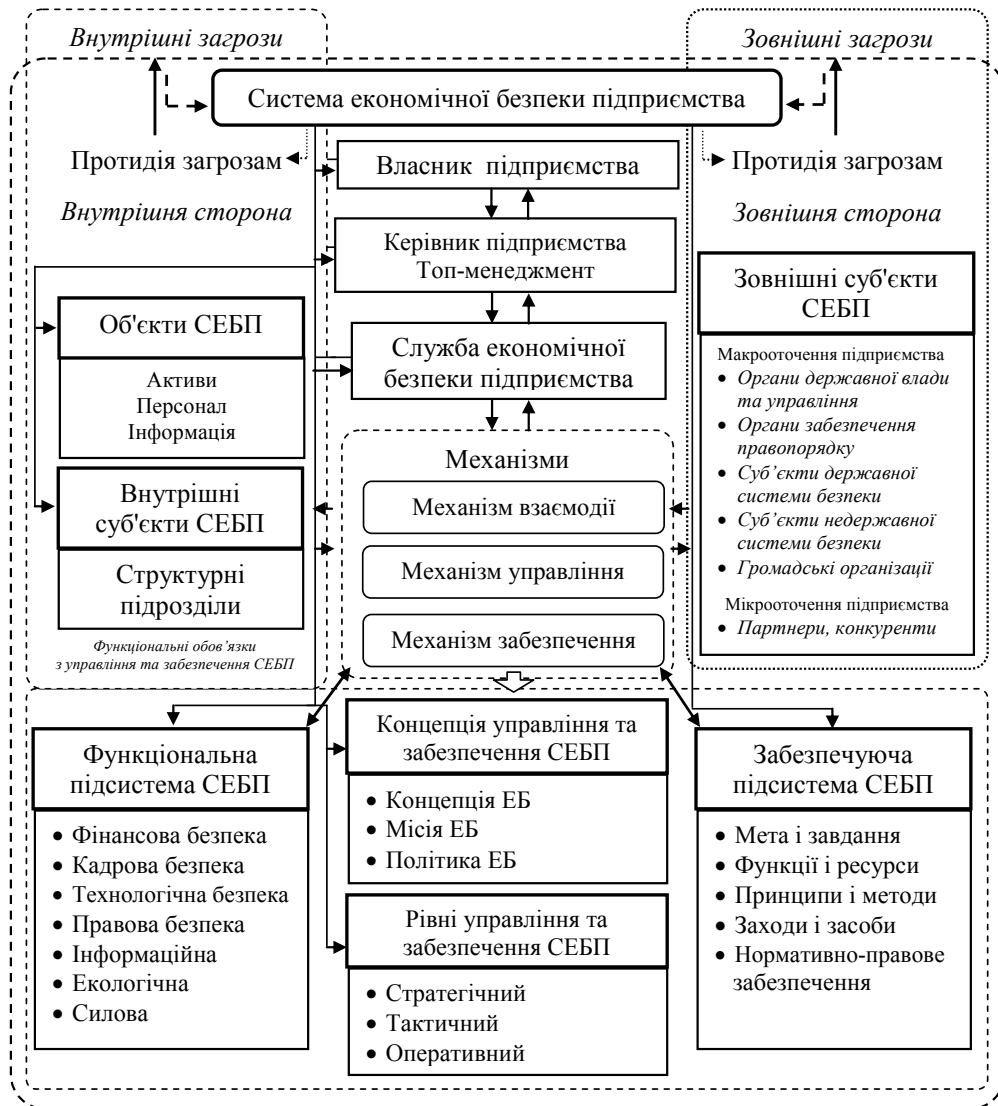 Внутрішні загрози
Зовнішні загрози
Система економічної безпеки підприємства
Протидія загрозам
Протидія загрозам
Внутрішня сторона
Зовнішня сторона
Власник підприємства
Керівник підприємства
Топ-менеджмент
Служба економічної
безпеки підприємства
Об'єкти СЕБП
Активи
Персонал
Інформація
Внутрішні
суб'єкти СЕБП
Структурні
підрозділи
Функціональні обов’язки
з управління та забезпечення СЕБП
Механізми
Механізм взаємодії
Механізм управління
Механізм забезпечення
Зовнішні суб'єкти
СЕБП
Макрооточення підприємства
• Органи державної влади
та управління
• Органи забезпечення
правопорядку
• Суб’єкти державної
системи безпеки
• Суб’єкти недержавної
системи безпеки
• Громадські організації
Мікрооточення підприємства
• Партнери, конкуренти
Функціональна
підсистема СЕБП
• Фінансова безпека
• Кадрова безпека
• Технологічна безпека
• Правова безпека
• Інформаційна
• Екологічна
• Силова
Концепція управління та
забезпечення СЕБП
• Концепція ЕБ
• Місія ЕБ
• Політика ЕБ
Рівні управління та
забезпечення СЕБП
• Стратегічний
• Тактичний
• Оперативний
Забезпечуюча
підсистема СЕБП
• Мета і завдання
• Функції і ресурси
• Принципи і методи
• Заходи і засоби
• Нормативно-правове
забезпечення